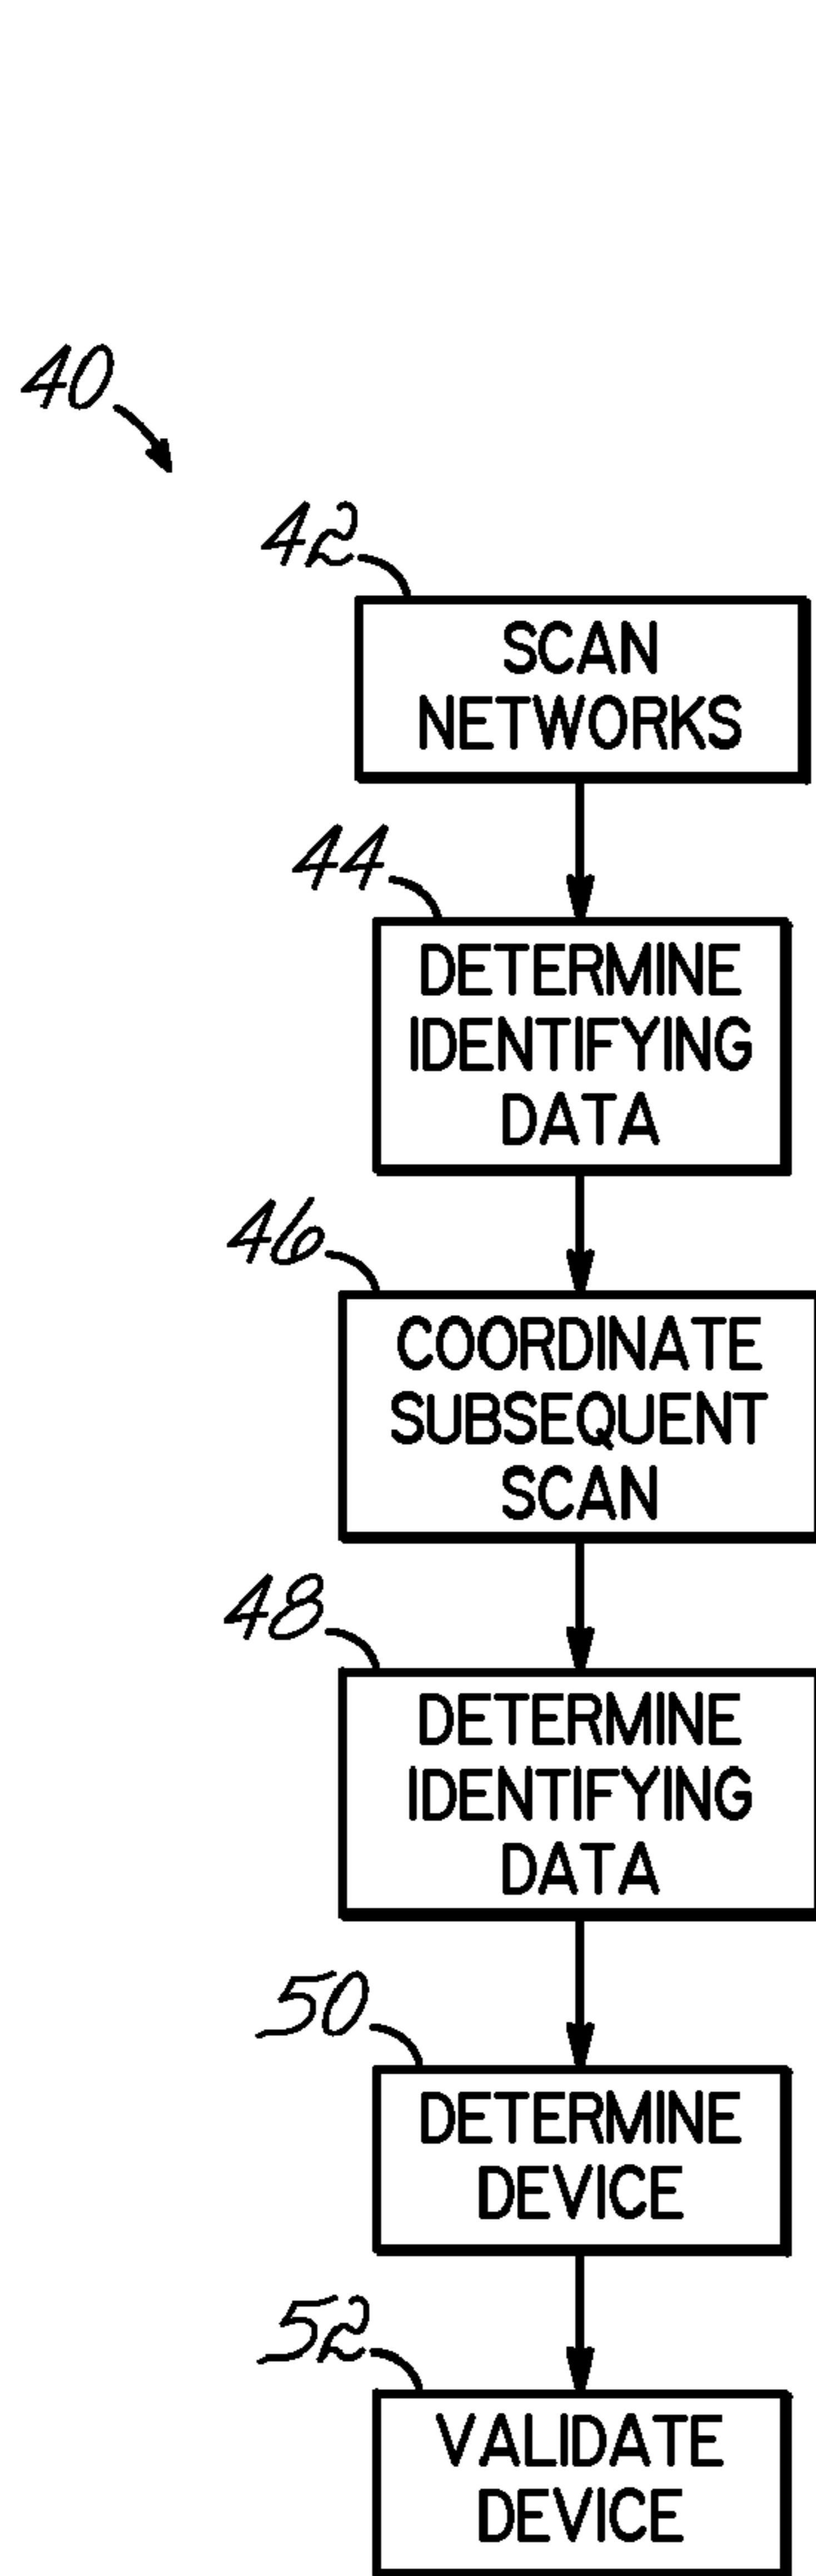 40
42
SCAN
NETWORKS
44
DETERMINE
IDENTIFYING
DATA
46
COORDINATE
SUBSEQUENT
SCAN
48
DETERMINE
IDENTIFYING
DATA
50
DETERMINE
DEVICE
52
VALIDATE
DEVICE